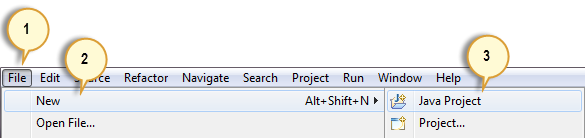 1
2
3
File Edit Source Refactor Navigate Search Project Run Window Help
New Alt+Shift+N Java Project
Open File... Project...